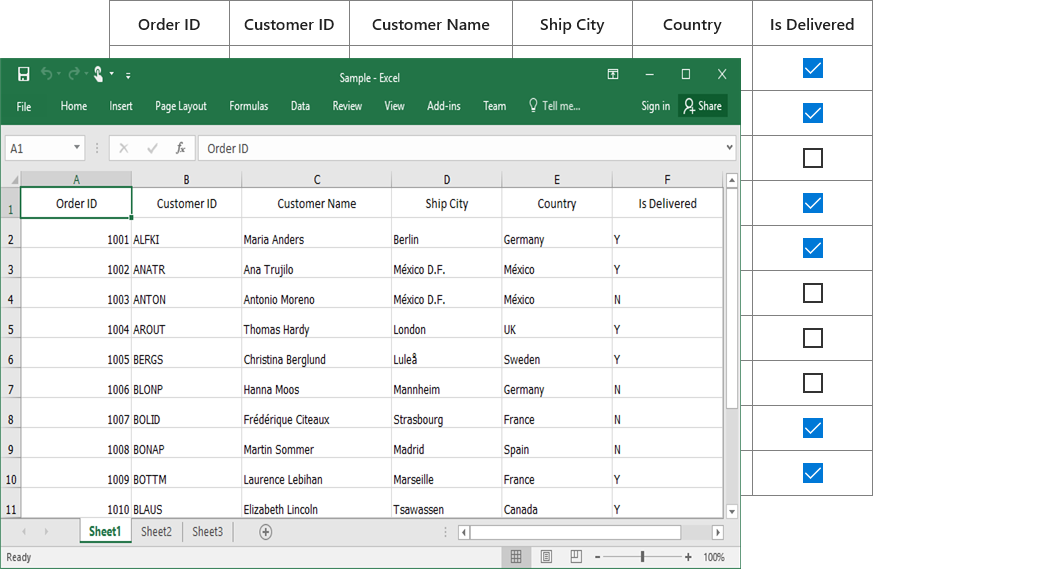 Order ID Customer ID Customer Name Ship City Country Is Delivered
Sample - Excel
File Home Insert Page Layout Formulas Data Review View Add-ins Team Tell me... Sign in Share
A1 fx Order ID
A B C D E F
1 Order ID Customer ID Customer Name Ship City Country Is Delivered
2 1001 ALFKI Maria Anders Berlin Germany Y
3 1002 ANATR Ana Trujilo México D.F. México Y
4 1003 ANTON Antonio Moreno México D.F. México N
5 1004 AROUT Thomas Hardy London UK Y
6 1005 BERGS Christina Berglund Luleå Sweden Y
7 1006 BLONP Hanna Moos Mannheim Germany N
8 1007 BOLID Frédérique Citeaux Strasbourg France N
9 1008 BONAP Martin Sommer Madrid Spain N
10 1009 BOTTM Laurence Lebihan Marseille France Y
11 1010 BLAUS Elizabeth Lincoln Tsawassen Canada Y
Sheet1 Sheet2 Sheet3
Ready 100%